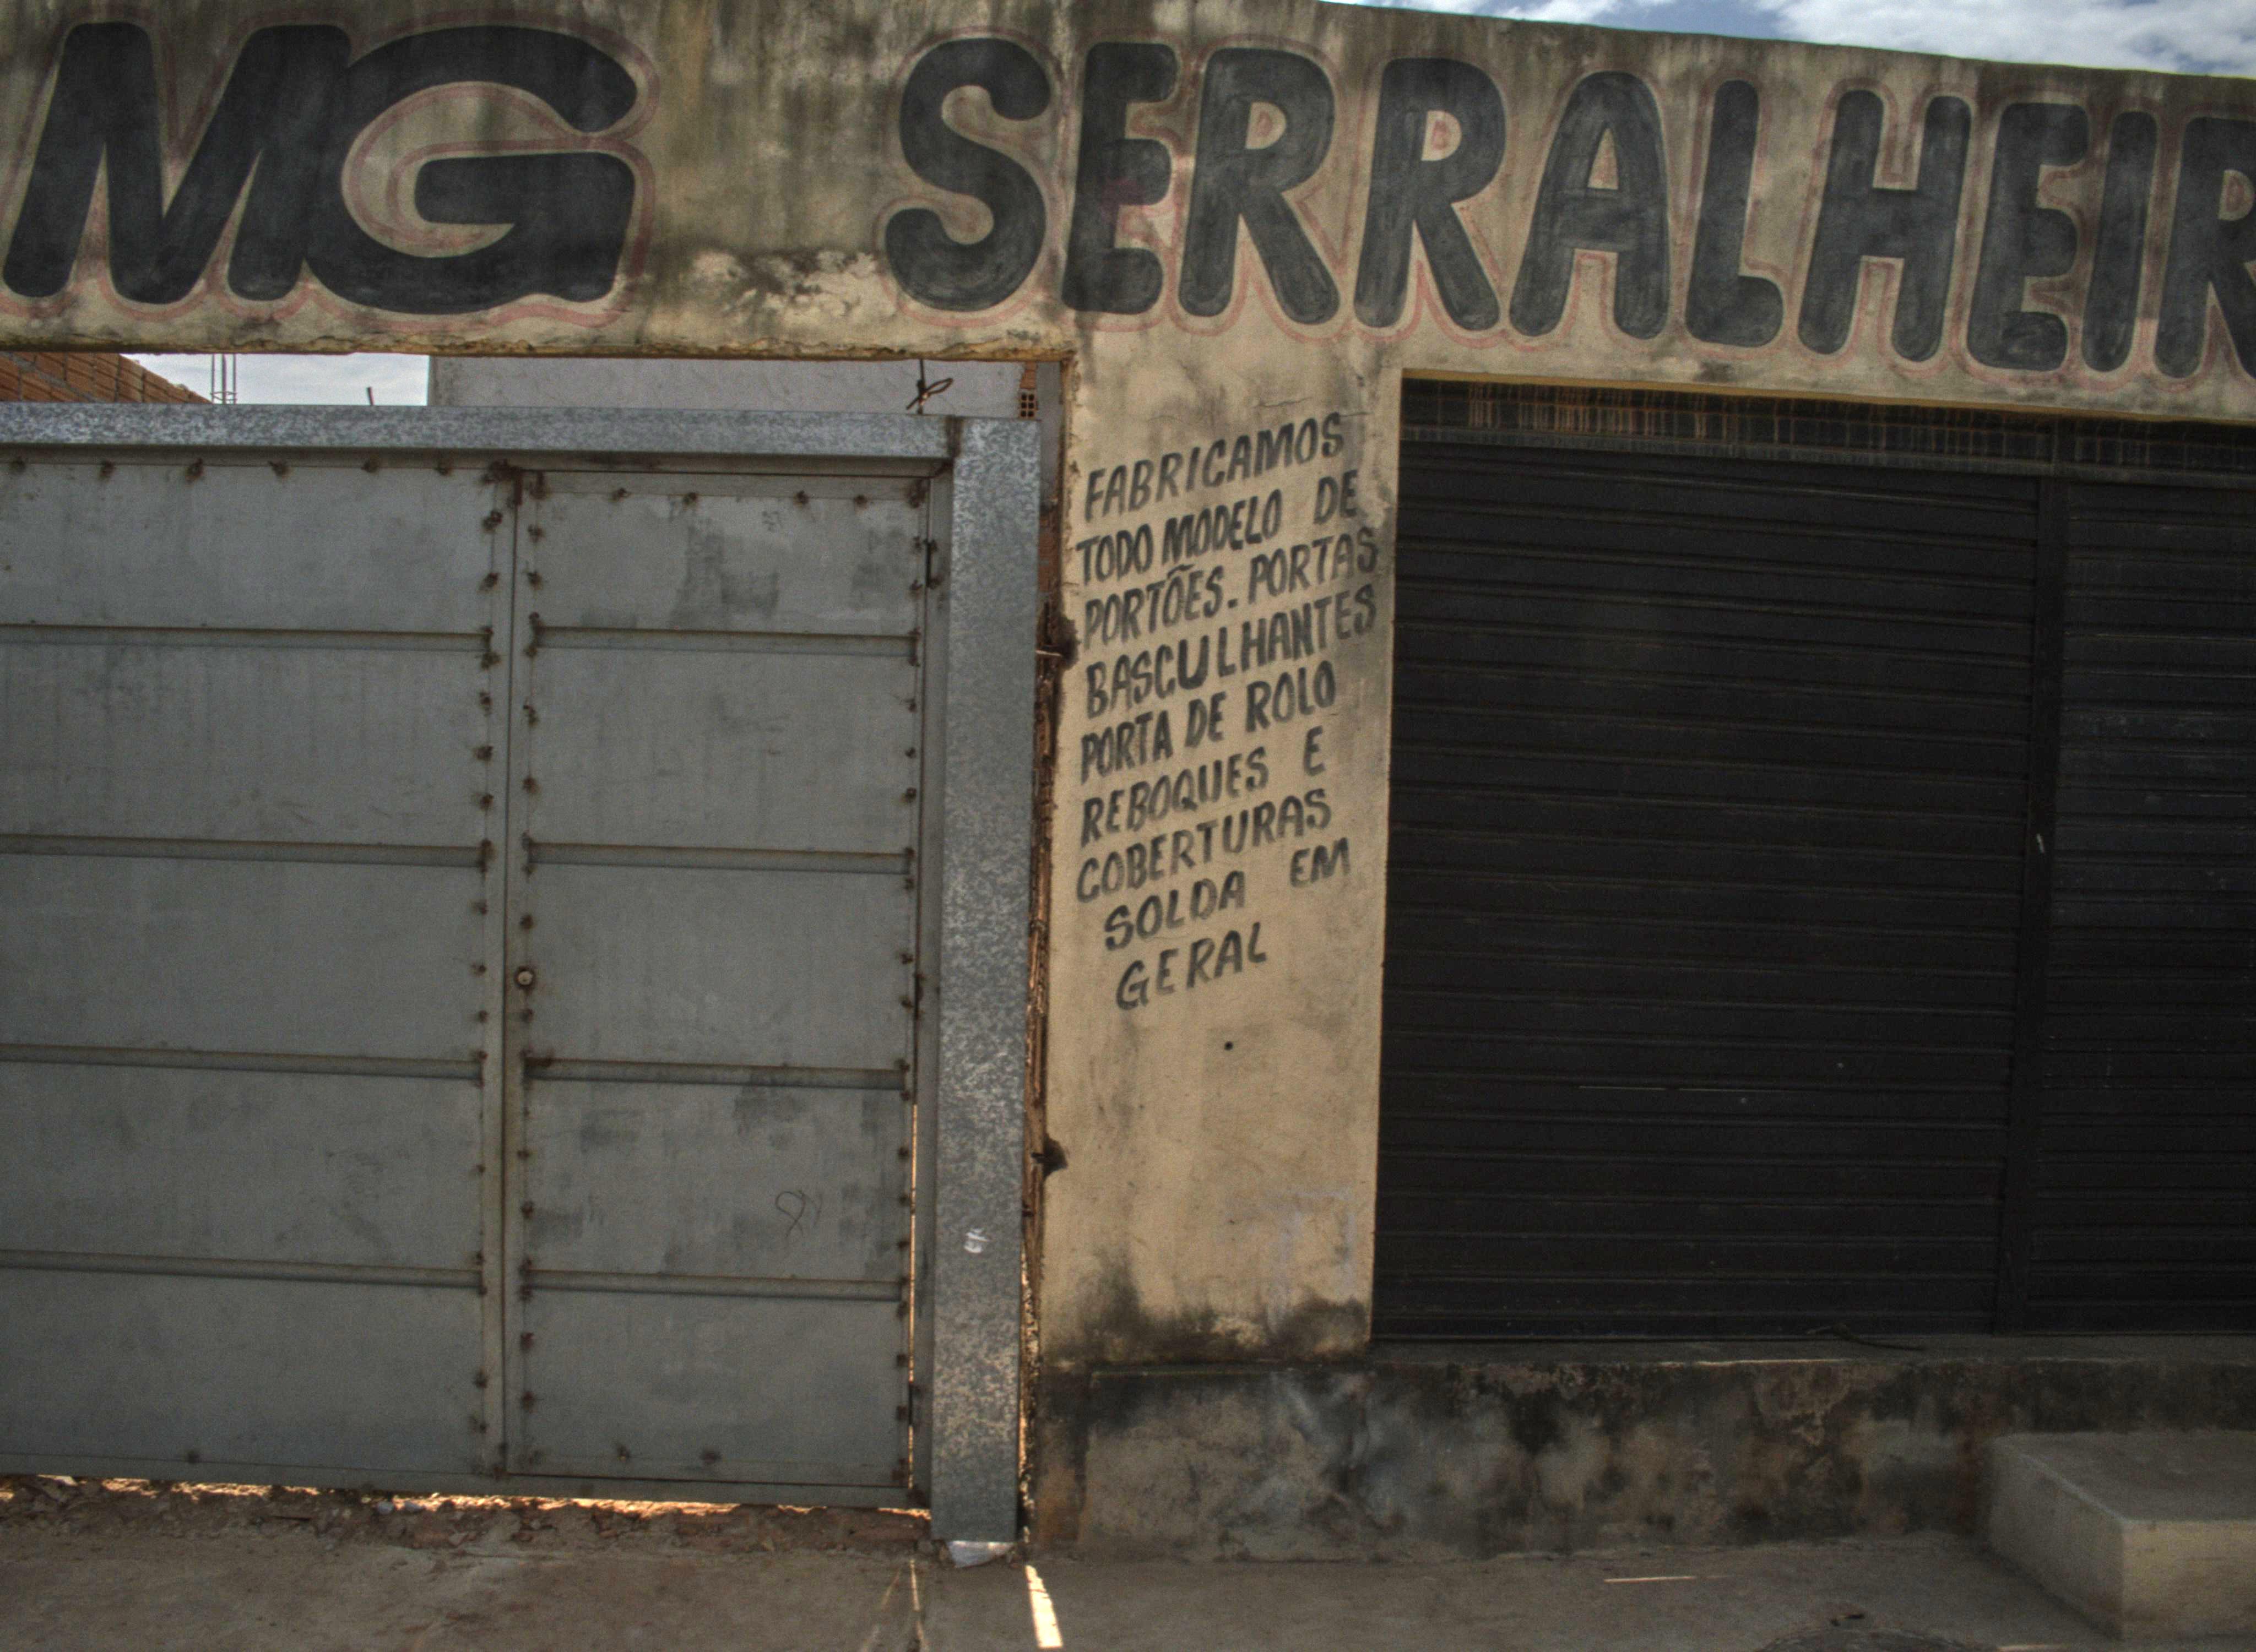 MG SERRALHEIR
FABRICAMOS
TODO MODELO DE
PORTÕES. PORTAS
BASCULHANTES
PORTA DE ROLO
REBOQUES E
COBERTURAS
SOLDA EM
GERAL